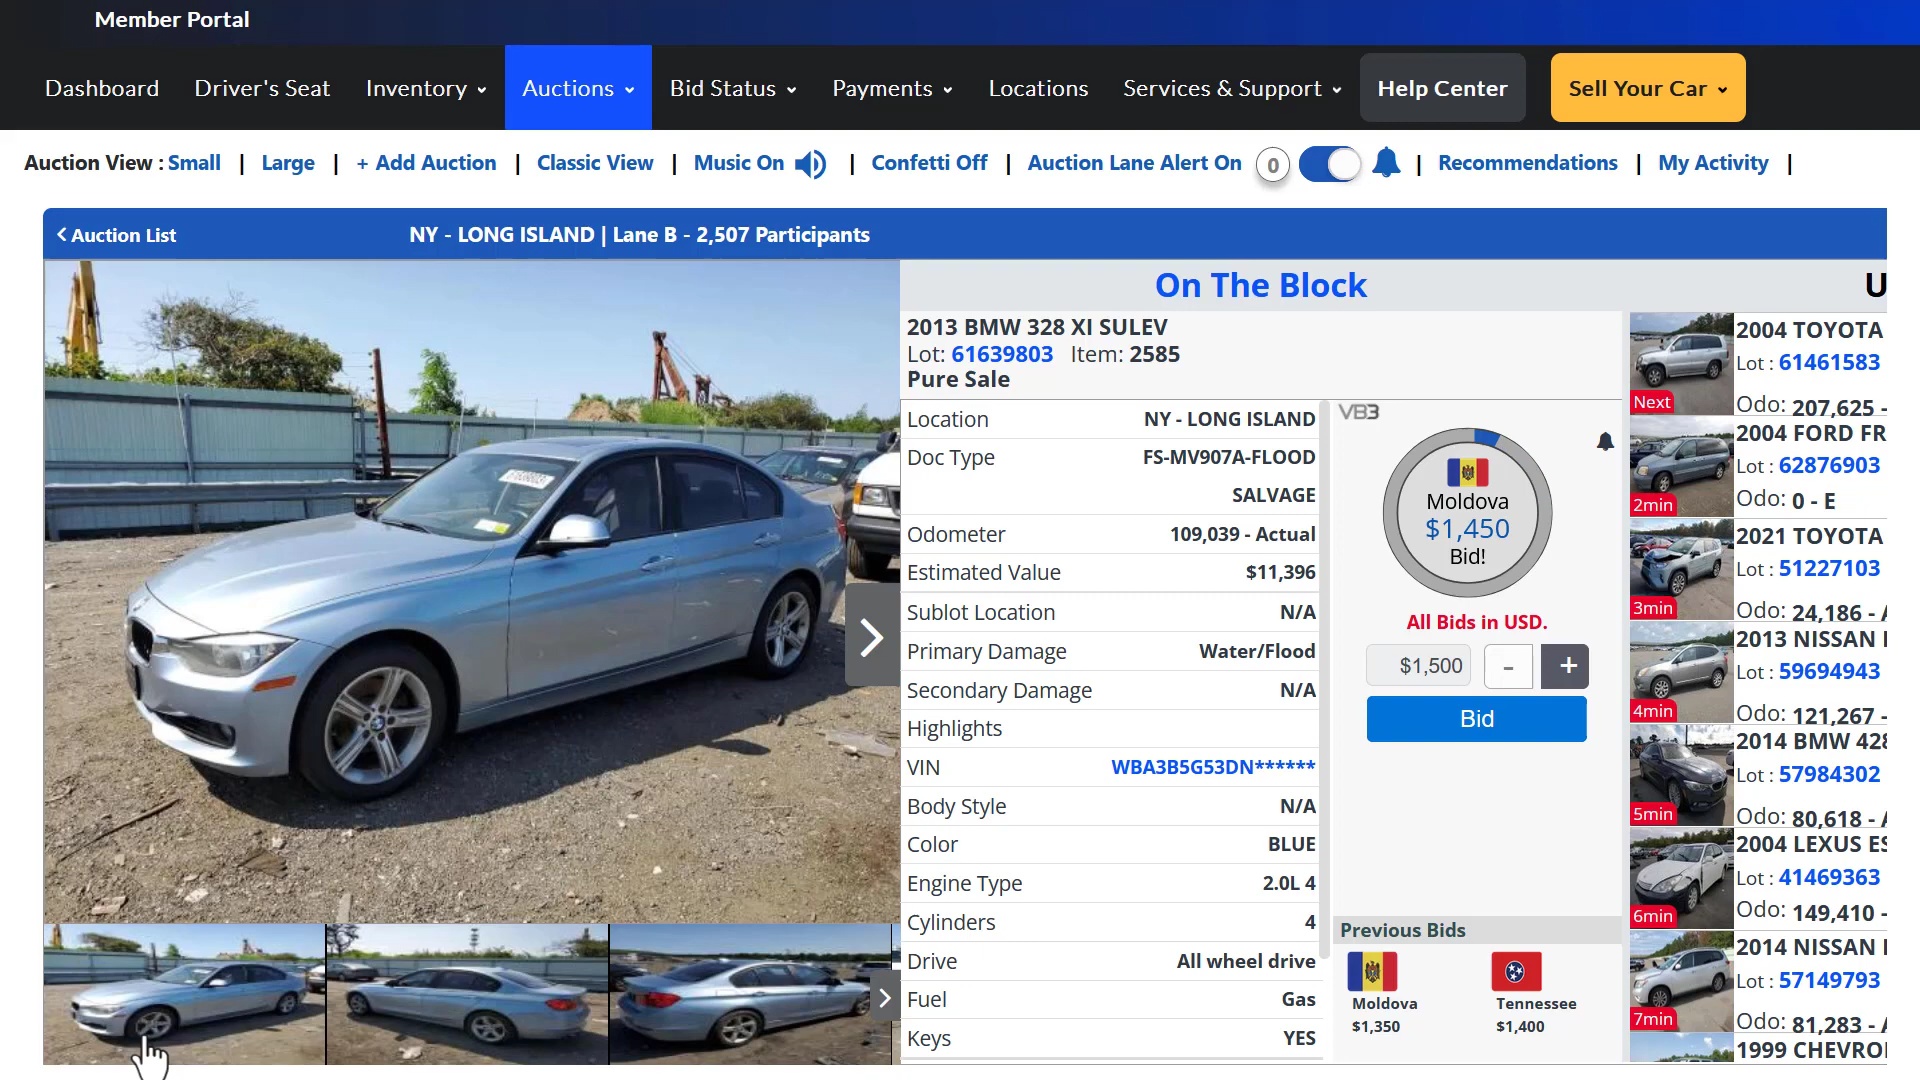 Member Portal
Dashboard
Driver's Seat
Inventory
Auctions
Bid Status
Payments
Locations
Services & Support
Help Center
Sell Your Car
Auction View : Small | Large | + Add Auction | Classic View | Music On | Confetti Off | Auction Lane Alert On 0 | Recommendations | My Activity |
Auction List
NY - LONG ISLAND | Lane B - 2,507 Participants
On The Block
2013 BMW 328 XI SULEV
Lot: 61639803 Item: 2585
Pure Sale
Location NY - LONG ISLAND
Doc Type FS-MV907A-FLOOD
SALVAGE
Odometer 109,039 - Actual
Estimated Value $11,396
Sublot Location N/A
Primary Damage Water/Flood
Secondary Damage N/A
Highlights
VIN WBA3B5G53DN******
Body Style N/A
Color BLUE
Engine Type 2.0L 4
Cylinders 4
Drive All wheel drive
Fuel Gas
Keys YES
VB3
Moldova
$1,450
Bid!
All Bids in USD.
$1,500 - +
Bid
Previous Bids
Moldova
$1,350
Tennessee
$1,400
U
Next
2004 TOYOTA
Lot : 61461583
Odo: 207,625 -
2min
2004 FORD FR
Lot : 62876903
Odo: 0 - E
3min
2021 TOYOTA
Lot : 51227103
Odo: 24,186 - A
4min
2013 NISSAN
Lot : 59694943
Odo: 121,267 -
5min
2014 BMW 428
Lot : 57984302
Odo: 80,618 - A
6min
2004 LEXUS ES
Lot : 41469363
Odo: 149,410 -
7min
2014 NISSAN
Lot : 57149793
Odo: 81,283 - A
1999 CHEVROL